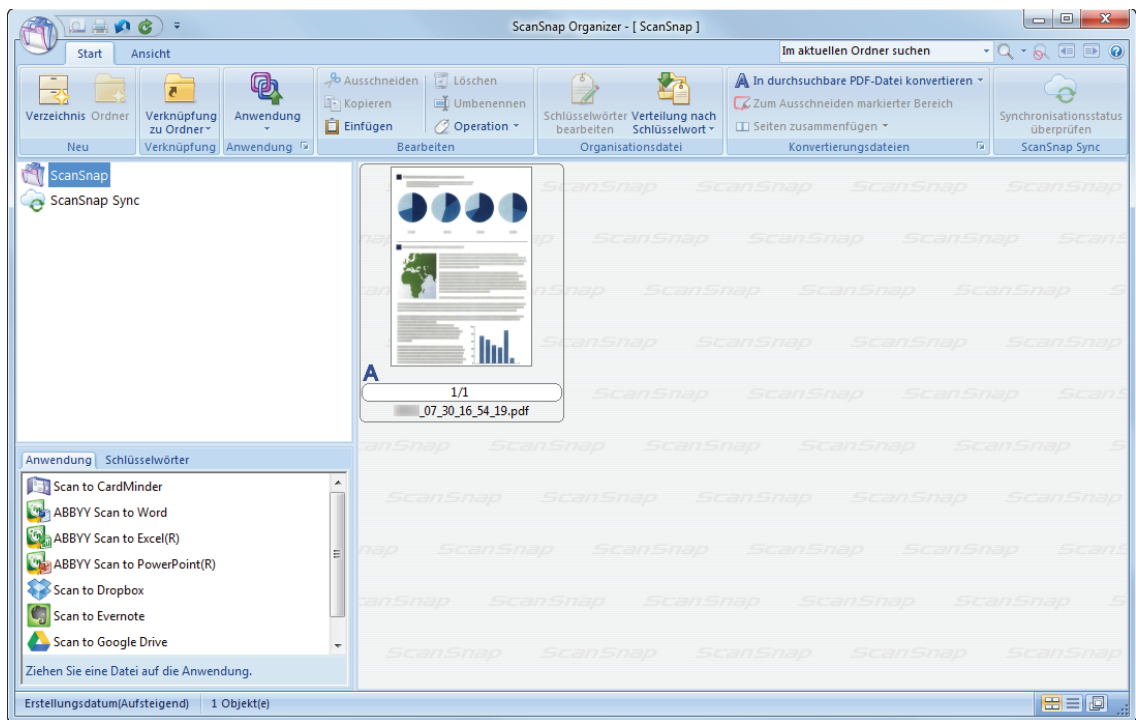 ScanSnap Organizer - [ ScanSnap ]
Start Ansicht
Im aktuellen Ordner suchen
Verzeichnis Ordner
Neu
Verknüpfung
zu Ordner
Verknüpfung
Anwendung
Anwendung
Ausschneiden
Kopieren
Einfügen
Löschen
Umbenennen
Operation
Bearbeiten
Schlüsselwörter
bearbeiten
Verteilung nach
Schlüsselwort
Organisationsdatei
A In durchsuchbare PDF-Datei konvertieren
Zum Ausschneiden markierter Bereich
Seiten zusammenfügen
Konvertierungsdateien
Synchronisationsstatus
überprüfen
ScanSnap Sync
ScanSnap
ScanSnap Sync
A
1/1
_07_30_16_54_19.pdf
Anwendung Schlüsselwörter
Scan to CardMinder
ABBYY Scan to Word
ABBYY Scan to Excel(R)
ABBYY Scan to PowerPoint(R)
Scan to Dropbox
Scan to Evernote
Scan to Google Drive
Ziehen Sie eine Datei auf die Anwendung.
Erstellungsdatum(Aufsteigend) 1 Objekt(e)